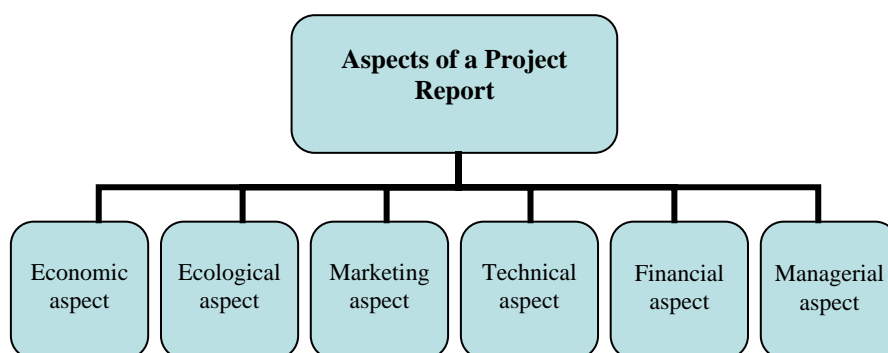 Aspects of a Project
Report
Economic
aspect
Ecological
aspect
Marketing
aspect
Technical
aspect
Financial
aspect
Managerial
aspect